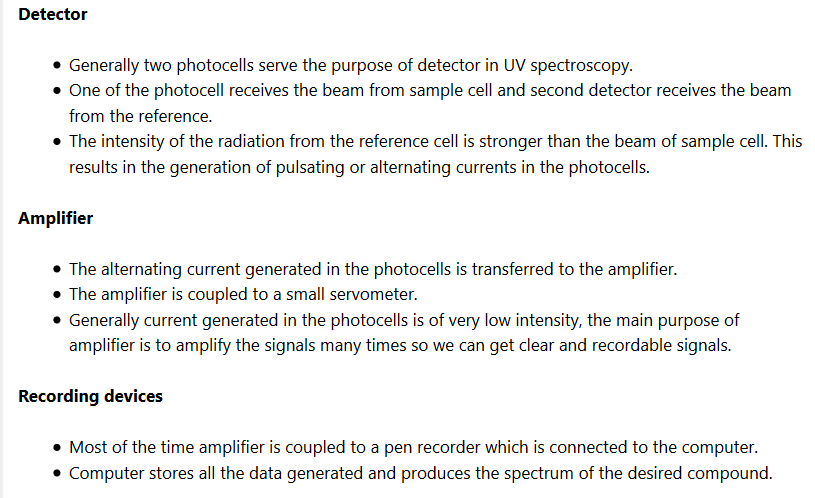 Detector
• Generally two photocells serve the purpose of detector in UV spectroscopy.
• One of the photocell receives the beam from sample cell and second detector receives the beam
from the reference.
• The intensity of the radiation from the reference cell is stronger than the beam of sample cell. This
results in the generation of pulsating or alternating currents in the photocells.
Amplifier
• The alternating current generated in the photocells is transferred to the amplifier.
• The amplifier is coupled to a small servometer.
• Generally current generated in the photocells is of very low intensity, the main purpose of
amplifier is to amplify the signals many times so we can get clear and recordable signals.
Recording devices
• Most of the time amplifier is coupled to a pen recorder which is connected to the computer.
• Computer stores all the data generated and produces the spectrum of the desired compound.